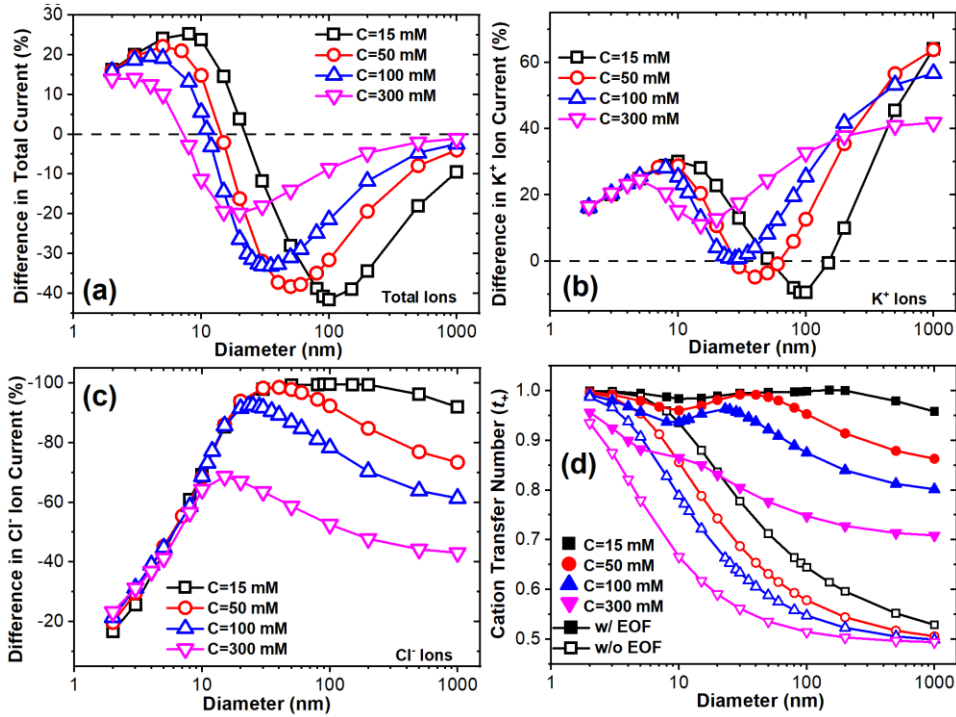 Difference in Total Current (%)
30
20
10
0
-10
-20
-30
-40
C=15 mM
C=50 mM
C=100 mM
C=300 mM
(a)
Total Ions
1
10
100
1000
Diameter (nm)
Difference in K+ Ion Current (%)
80
60
40
20
0
C=15 mM
C=50 mM
C=100 mM
C=300 mM
(b)
K+ Ions
1
10
100
1000
Diameter (nm)
Difference in Cl- Ion Current (%)
-100
-80
-60
-40
-20
(c)
C=15 mM
C=50 mM
C=100 mM
C=300 mM
Cl- Ions
1
10
100
1000
Diameter (nm)
Cation Transfer Number (t+)
1.0
0.9
0.8
0.7
0.6
0.5
(d)
C=15 mM
C=50 mM
C=100 mM
C=300 mM
w/ EOF
w/o EOF
1
10
100
1000
Diameter (nm)